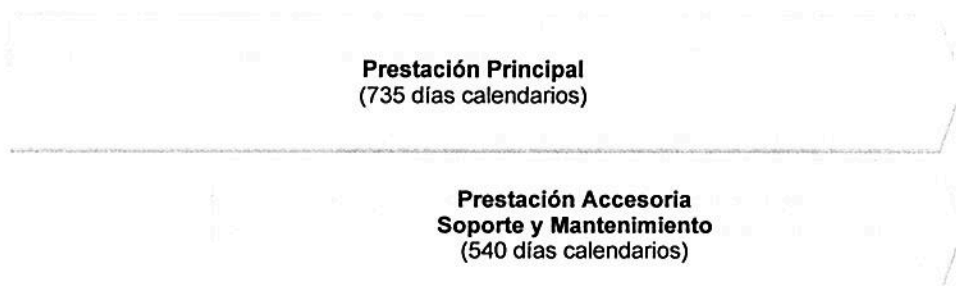 Prestación Principal
(735 días calendarios)
Prestación Accesoria
Soporte y Mantenimiento
(540 días calendarios)